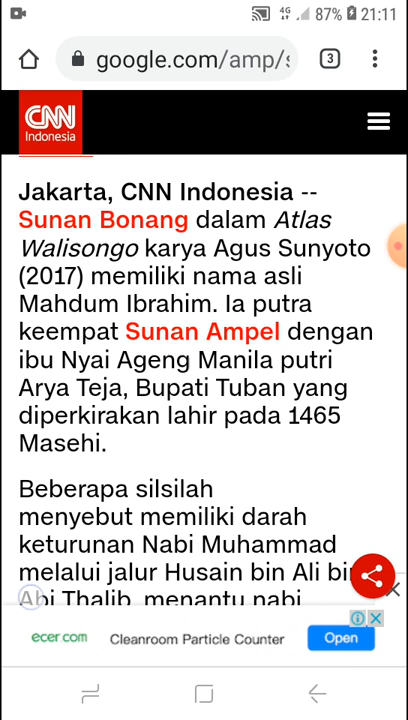 4G 87% 21:11
google.com/amp/s
3
CNN
Indonesia
Jakarta, CNN Indonesia --
Sunan Bonang dalam Atlas
Walisongo karya Agus Sunyoto
(2017) memiliki nama asli
Mahdum Ibrahim. Ia putra
keempat Sunan Ampel dengan
ibu Nyai Ageng Manila putri
Arya Teja, Bupati Tuban yang
diperkirakan lahir pada 1465
Masehi.
Beberapa silsilah
menyebut memiliki darah
keturunan Nabi Muhammad
melalui jalur Husain bin Ali bin
Abi Thalib, menantu nabi
ecer com Cleanroom Particle Counter Open